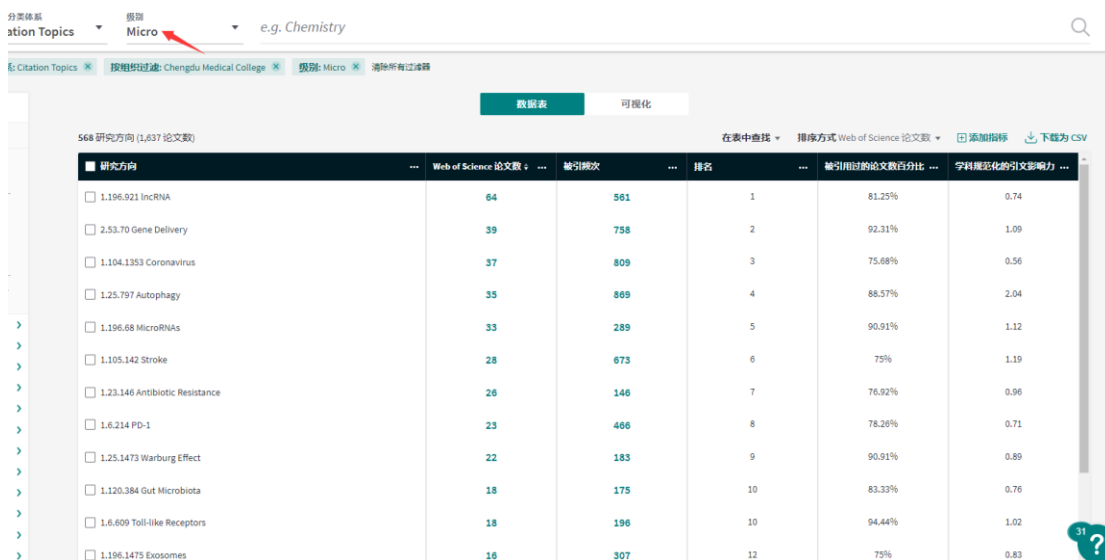 分类体系 级别
ation Topics Micro e.g. Chemistry
系: Citation Topics 按组织过滤: Chengdu Medical College 级别: Micro 清除所有过滤器
数据表 可视化
568 研究方向 (1,637 论文数) 在表中查找 排序方式 Web of Science 论文数 添加指标 下载为 CSV
研究方向 ... Web of Science 论文数 ... 被引频次 ... 排名 ... 被引用过的论文数百分比 ... 学科规范化的引文影响力 ...
1.196.921 lncRNA 64 561 1 81.25% 0.74
2.53.70 Gene Delivery 39 758 2 92.31% 1.09
1.104.1353 Coronavirus 37 809 3 75.68% 0.56
1.25.797 Autophagy 35 869 4 88.57% 2.04
1.196.68 MicroRNAs 33 289 5 90.91% 1.12
1.105.142 Stroke 28 673 6 75% 1.19
1.23.146 Antibiotic Resistance 26 146 7 76.92% 0.96
1.6.214 PD-1 23 466 8 78.26% 0.71
1.25.1473 Warburg Effect 22 183 9 90.91% 0.89
1.120.384 Gut Microbiota 18 175 10 83.33% 0.76
1.6.609 Toll-like Receptors 18 196 10 94.44% 1.02
1.196.1475 Exosomes 16 307 12 75% 0.83
31
?